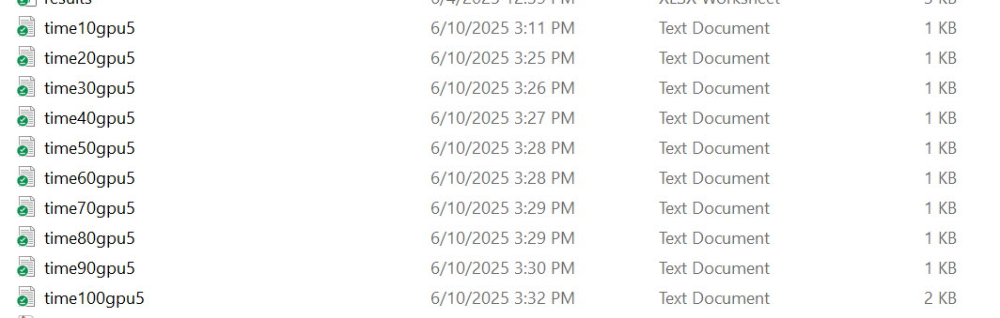 results 6/4/2025 12:59 PM XLSX Worksheet
time10gpu5 6/10/2025 3:11 PM Text Document 1 KB
time20gpu5 6/10/2025 3:25 PM Text Document 1 KB
time30gpu5 6/10/2025 3:26 PM Text Document 1 KB
time40gpu5 6/10/2025 3:27 PM Text Document 1 KB
time50gpu5 6/10/2025 3:28 PM Text Document 1 KB
time60gpu5 6/10/2025 3:28 PM Text Document 1 KB
time70gpu5 6/10/2025 3:29 PM Text Document 1 KB
time80gpu5 6/10/2025 3:29 PM Text Document 1 KB
time90gpu5 6/10/2025 3:30 PM Text Document 1 KB
time100gpu5 6/10/2025 3:32 PM Text Document 2 KB